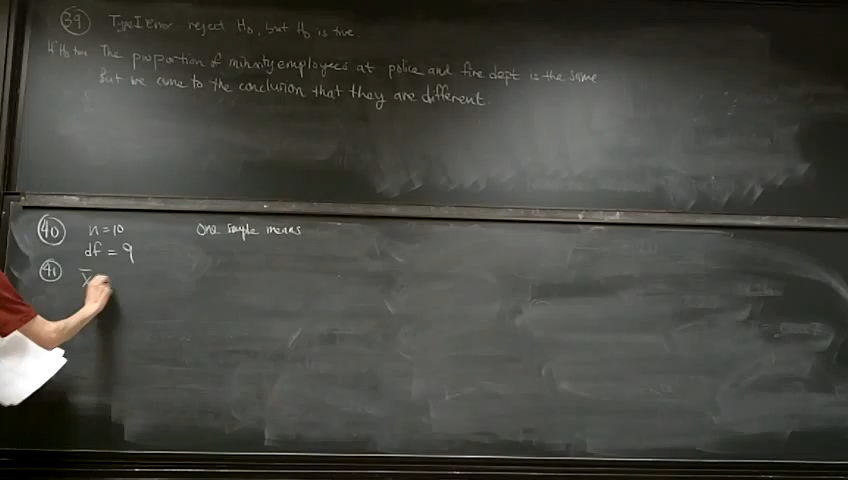 39 Type I Error reject H0, but H0 is true.
If H0 true The proportion of minority employees at police and fire dept is the same
But we come to the conclusion that they are different.
40 n=10 One sample means
df = 9
41 X̄